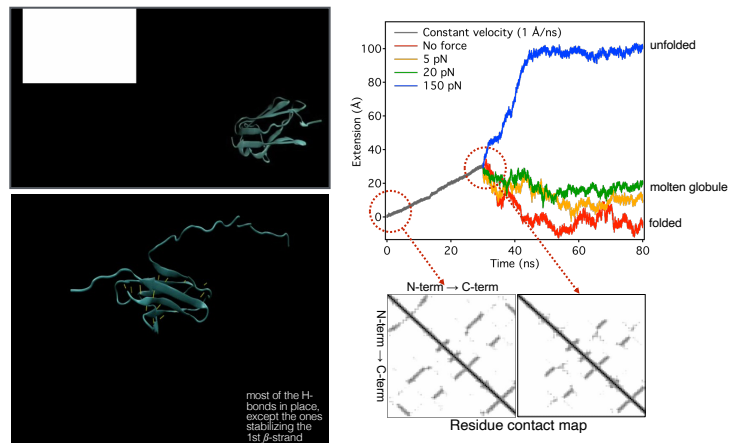 Constant velocity (1 Å/ns)
No force
5 pN
20 pN
150 pN
unfolded
molten globule
folded
100
80
60
40
20
0
Extension (Å)
0
20
40
60
80
Time (ns)
N-term → C-term
N-term → C-term
Residue contact map
most of the H-
bonds in place,
except the ones
stabilizing the
1st β-strand